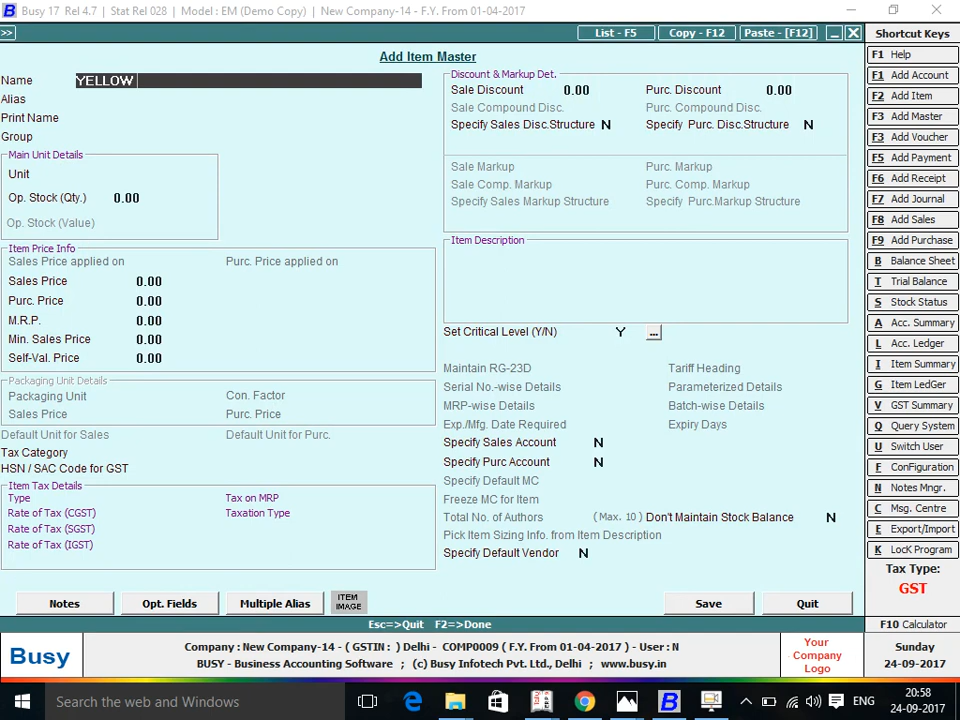 Busy 17 Rel 4.7 | Stat Rel 028 | Model : EM (Demo Copy) | New Company-14 - F.Y. From 01-04-2017
>> List - F5 Copy - F12 Paste - [F12]
Add Item Master
Name YELLOW
Alias
Print Name
Group
Main Unit Details
Unit
Op. Stock (Qty.) 0.00
Op. Stock (Value)
Item Price Info
Sales Price applied on Purc. Price applied on
Sales Price 0.00
Purc. Price 0.00
M.R.P. 0.00
Min. Sales Price 0.00
Self-Val. Price 0.00
Packaging Unit Details
Packaging Unit Con. Factor
Sales Price Purc. Price
Default Unit for Sales Default Unit for Purc.
Tax Category
HSN / SAC Code for GST
Item Tax Details
Type Tax on MRP
Rate of Tax (CGST) Taxation Type
Rate of Tax (SGST)
Rate of Tax (IGST)
Discount & Markup Det.
Sale Discount 0.00 Purc. Discount 0.00
Sale Compound Disc. Purc. Compound Disc.
Specify Sales Disc.Structure N Specify Purc. Disc.Structure N
Sale Markup Purc. Markup
Sale Comp. Markup Purc. Comp. Markup
Specify Sales Markup Structure Specify Purc.Markup Structure
Item Description
Set Critical Level (Y/N) Y ...
Maintain RG-23D Tariff Heading
Serial No.-wise Details Parameterized Details
MRP-wise Details Batch-wise Details
Exp./Mfg. Date Required Expiry Days
Specify Sales Account N
Specify Purc Account N
Specify Default MC
Freeze MC for Item
Total No. of Authors (Max. 10) Don't Maintain Stock Balance N
Pick Item Sizing Info. from Item Description
Specify Default Vendor N
Notes Opt. Fields Multiple Alias ITEM IMAGE Save Quit
Esc=>Quit F2=>Done
Shortcut Keys
F1 Help
F1 Add Account
F2 Add Item
F3 Add Master
F3 Add Voucher
F5 Add Payment
F6 Add Receipt
F7 Add Journal
F8 Add Sales
F9 Add Purchase
B Balance Sheet
T Trial Balance
S Stock Status
A Acc. Summary
L Acc. Ledger
I Item Summary
G Item LedGer
V GST Summary
Q Query System
U Switch User
F ConFiguration
N Notes Mngr.
C Msg. Centre
E Export/Import
K LocK Program
Tax Type:
GST
F10 Calculator
Busy
Company : New Company-14 - ( GSTIN : ) Delhi - COMP0009 ( F.Y. From 01-04-2017 ) - User : N
BUSY - Business Accounting Software ; (c) Busy Infotech Pvt. Ltd., Delhi ; www.busy.in
Your
Company
Logo
Sunday
24-09-2017
Search the web and Windows
ENG
20:58
24-09-2017